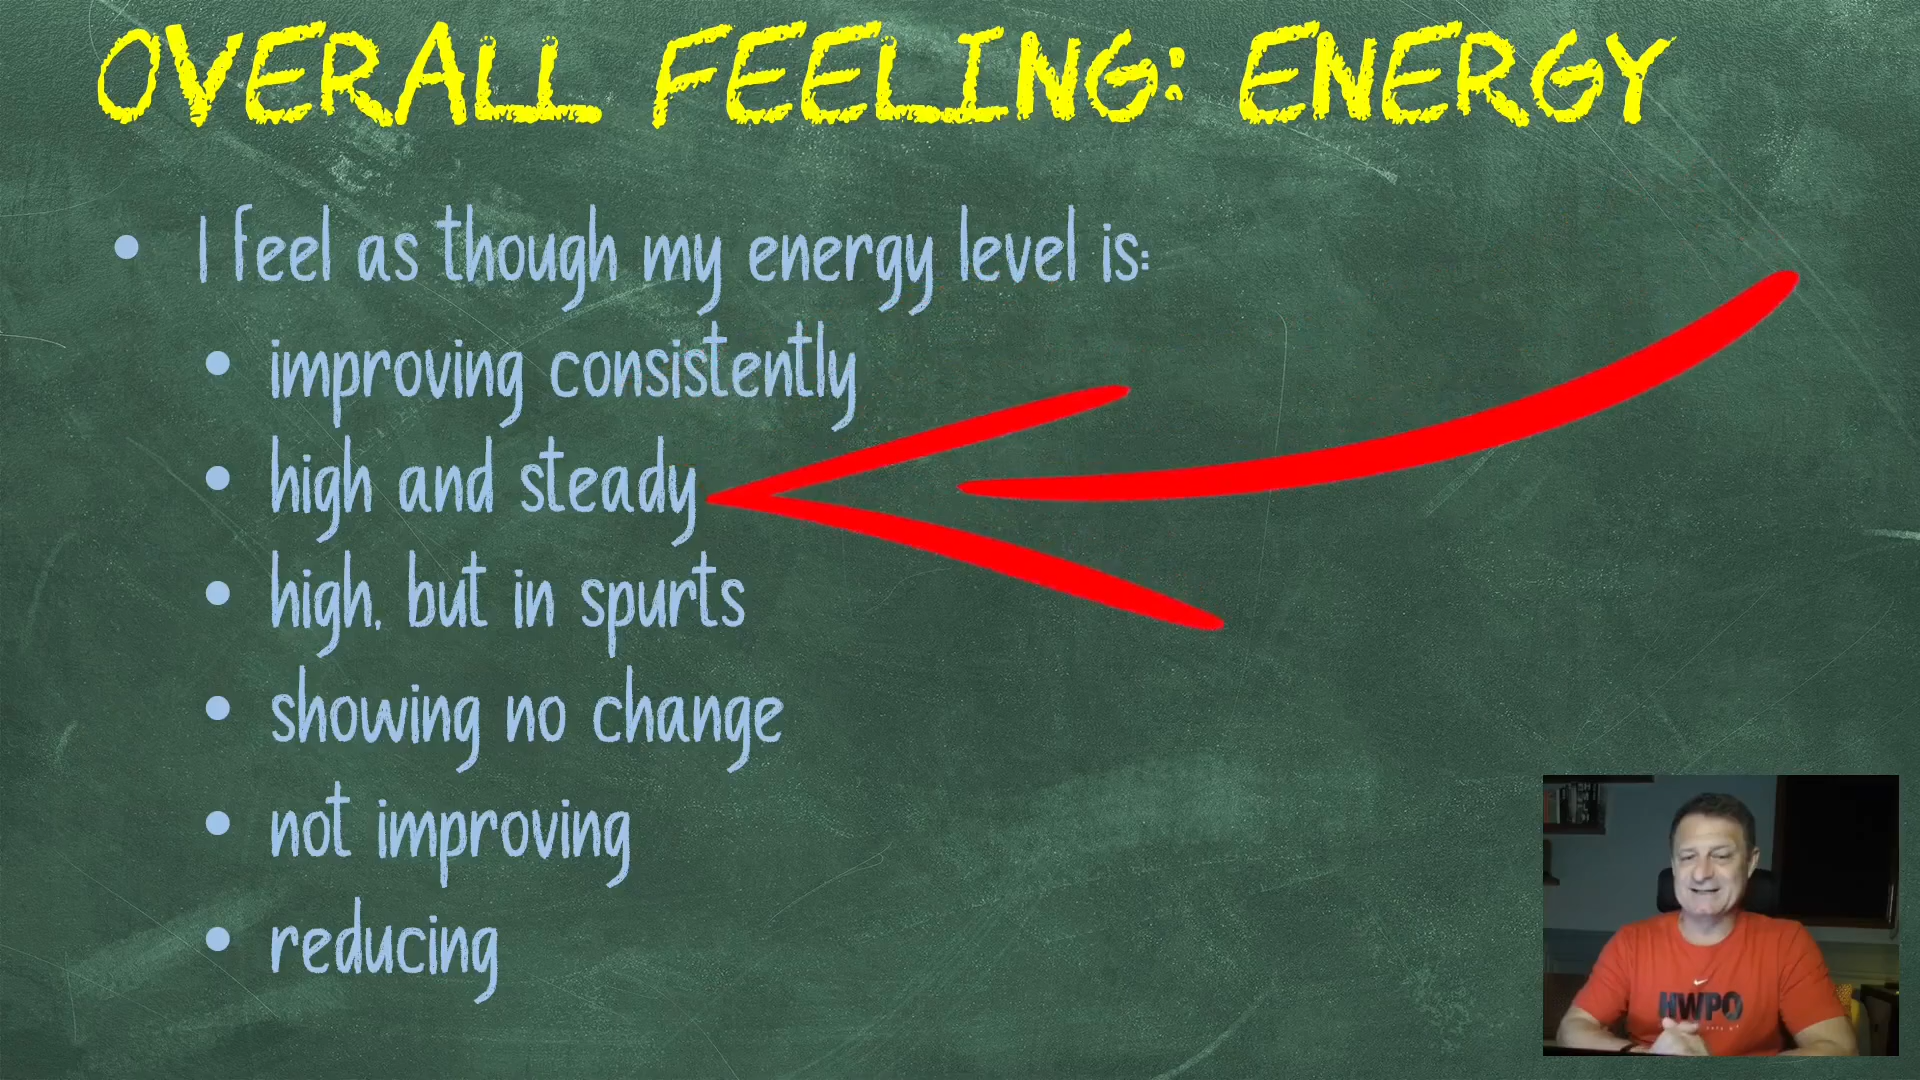 OVERALL FEELING: ENERGY
• I feel as though my energy level is:
• improving consistently
• high and steady
• high, but in spurts
• showing no change
• not improving
• reducing
HWPO